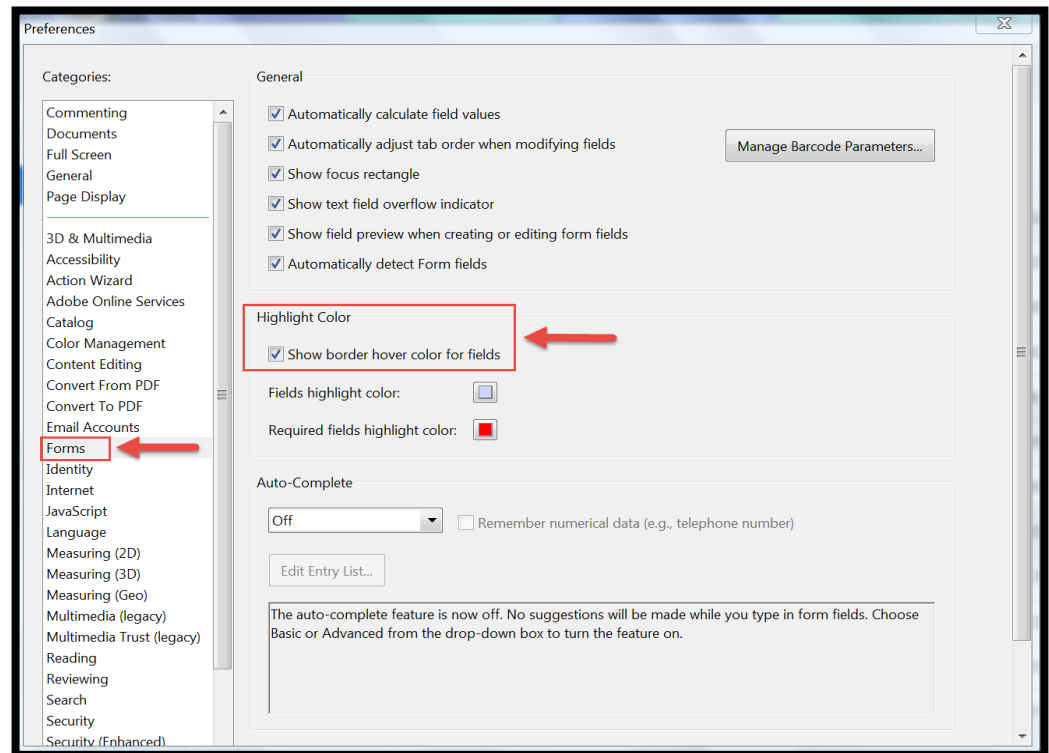 Preferences
Categories:
Commenting
Documents
Full Screen
General
Page Display
3D & Multimedia
Accessibility
Action Wizard
Adobe Online Services
Catalog
Color Management
Content Editing
Convert From PDF
Convert To PDF
Email Accounts
Forms
Identity
Internet
JavaScript
Language
Measuring (2D)
Measuring (3D)
Measuring (Geo)
Multimedia (legacy)
Multimedia Trust (legacy)
Reading
Reviewing
Search
Security
Security (Enhanced)
General
Automatically calculate field values
Automatically adjust tab order when modifying fields
Manage Barcode Parameters...
Show focus rectangle
Show text field overflow indicator
Show field preview when creating or editing form fields
Automatically detect Form fields
Highlight Color
Show border hover color for fields
Fields highlight color:
Required fields highlight color:
Auto-Complete
Off
Remember numerical data (e.g., telephone number)
Edit Entry List...
The auto-complete feature is now off. No suggestions will be made while you type in form fields. Choose
Basic or Advanced from the drop-down box to turn the feature on.